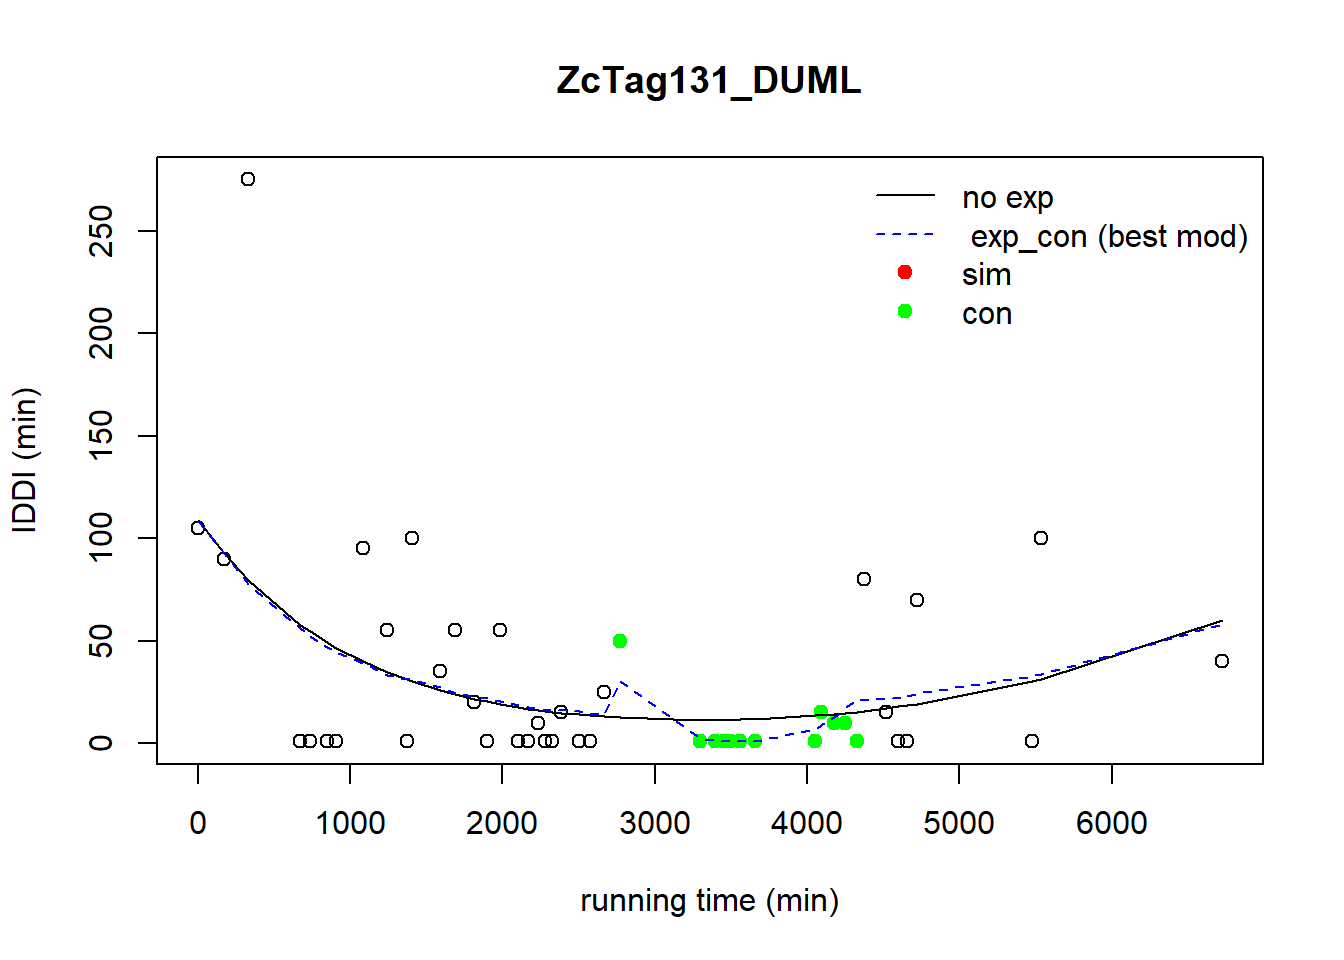 ZcTag131_DUML
no exp
exp_con (best mod)
sim
con
IDDI (min)
250
200
150
100
50
0
0 1000 2000 3000 4000 5000 6000
running time (min)